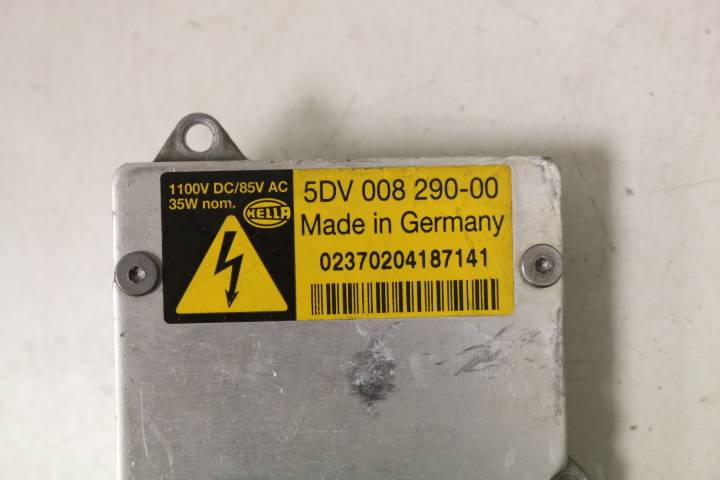 1100V DC/85V AC
35W nom.
HELLA
5DV 008 290-00
Made in Germany
02370204187141